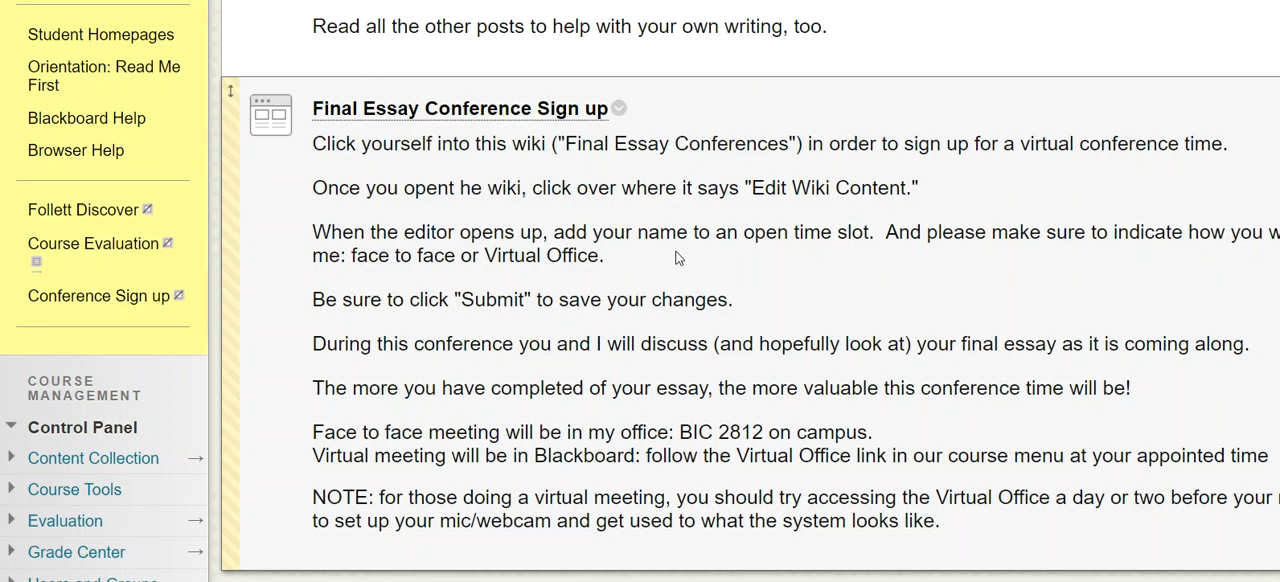 Student Homepages
Orientation: Read Me
First
Blackboard Help
Browser Help
Follett Discover
Course Evaluation
Conference Sign up
COURSE
MANAGEMENT
Control Panel
Content Collection
Course Tools
Evaluation
Grade Center
Users and Groups
Read all the other posts to help with your own writing, too.
Final Essay Conference Sign up
Click yourself into this wiki ("Final Essay Conferences") in order to sign up for a virtual conference time.
Once you opent he wiki, click over where it says "Edit Wiki Content."
When the editor opens up, add your name to an open time slot.  And please make sure to indicate how you
me: face to face or Virtual Office.
Be sure to click "Submit" to save your changes.
During this conference you and I will discuss (and hopefully look at) your final essay as it is coming along.
The more you have completed of your essay, the more valuable this conference time will be!
Face to face meeting will be in my office: BIC 2812 on campus.
Virtual meeting will be in Blackboard: follow the Virtual Office link in our course menu at your appointed time
NOTE: for those doing a virtual meeting, you should try accessing the Virtual Office a day or two before your
to set up your mic/webcam and get used to what the system looks like.